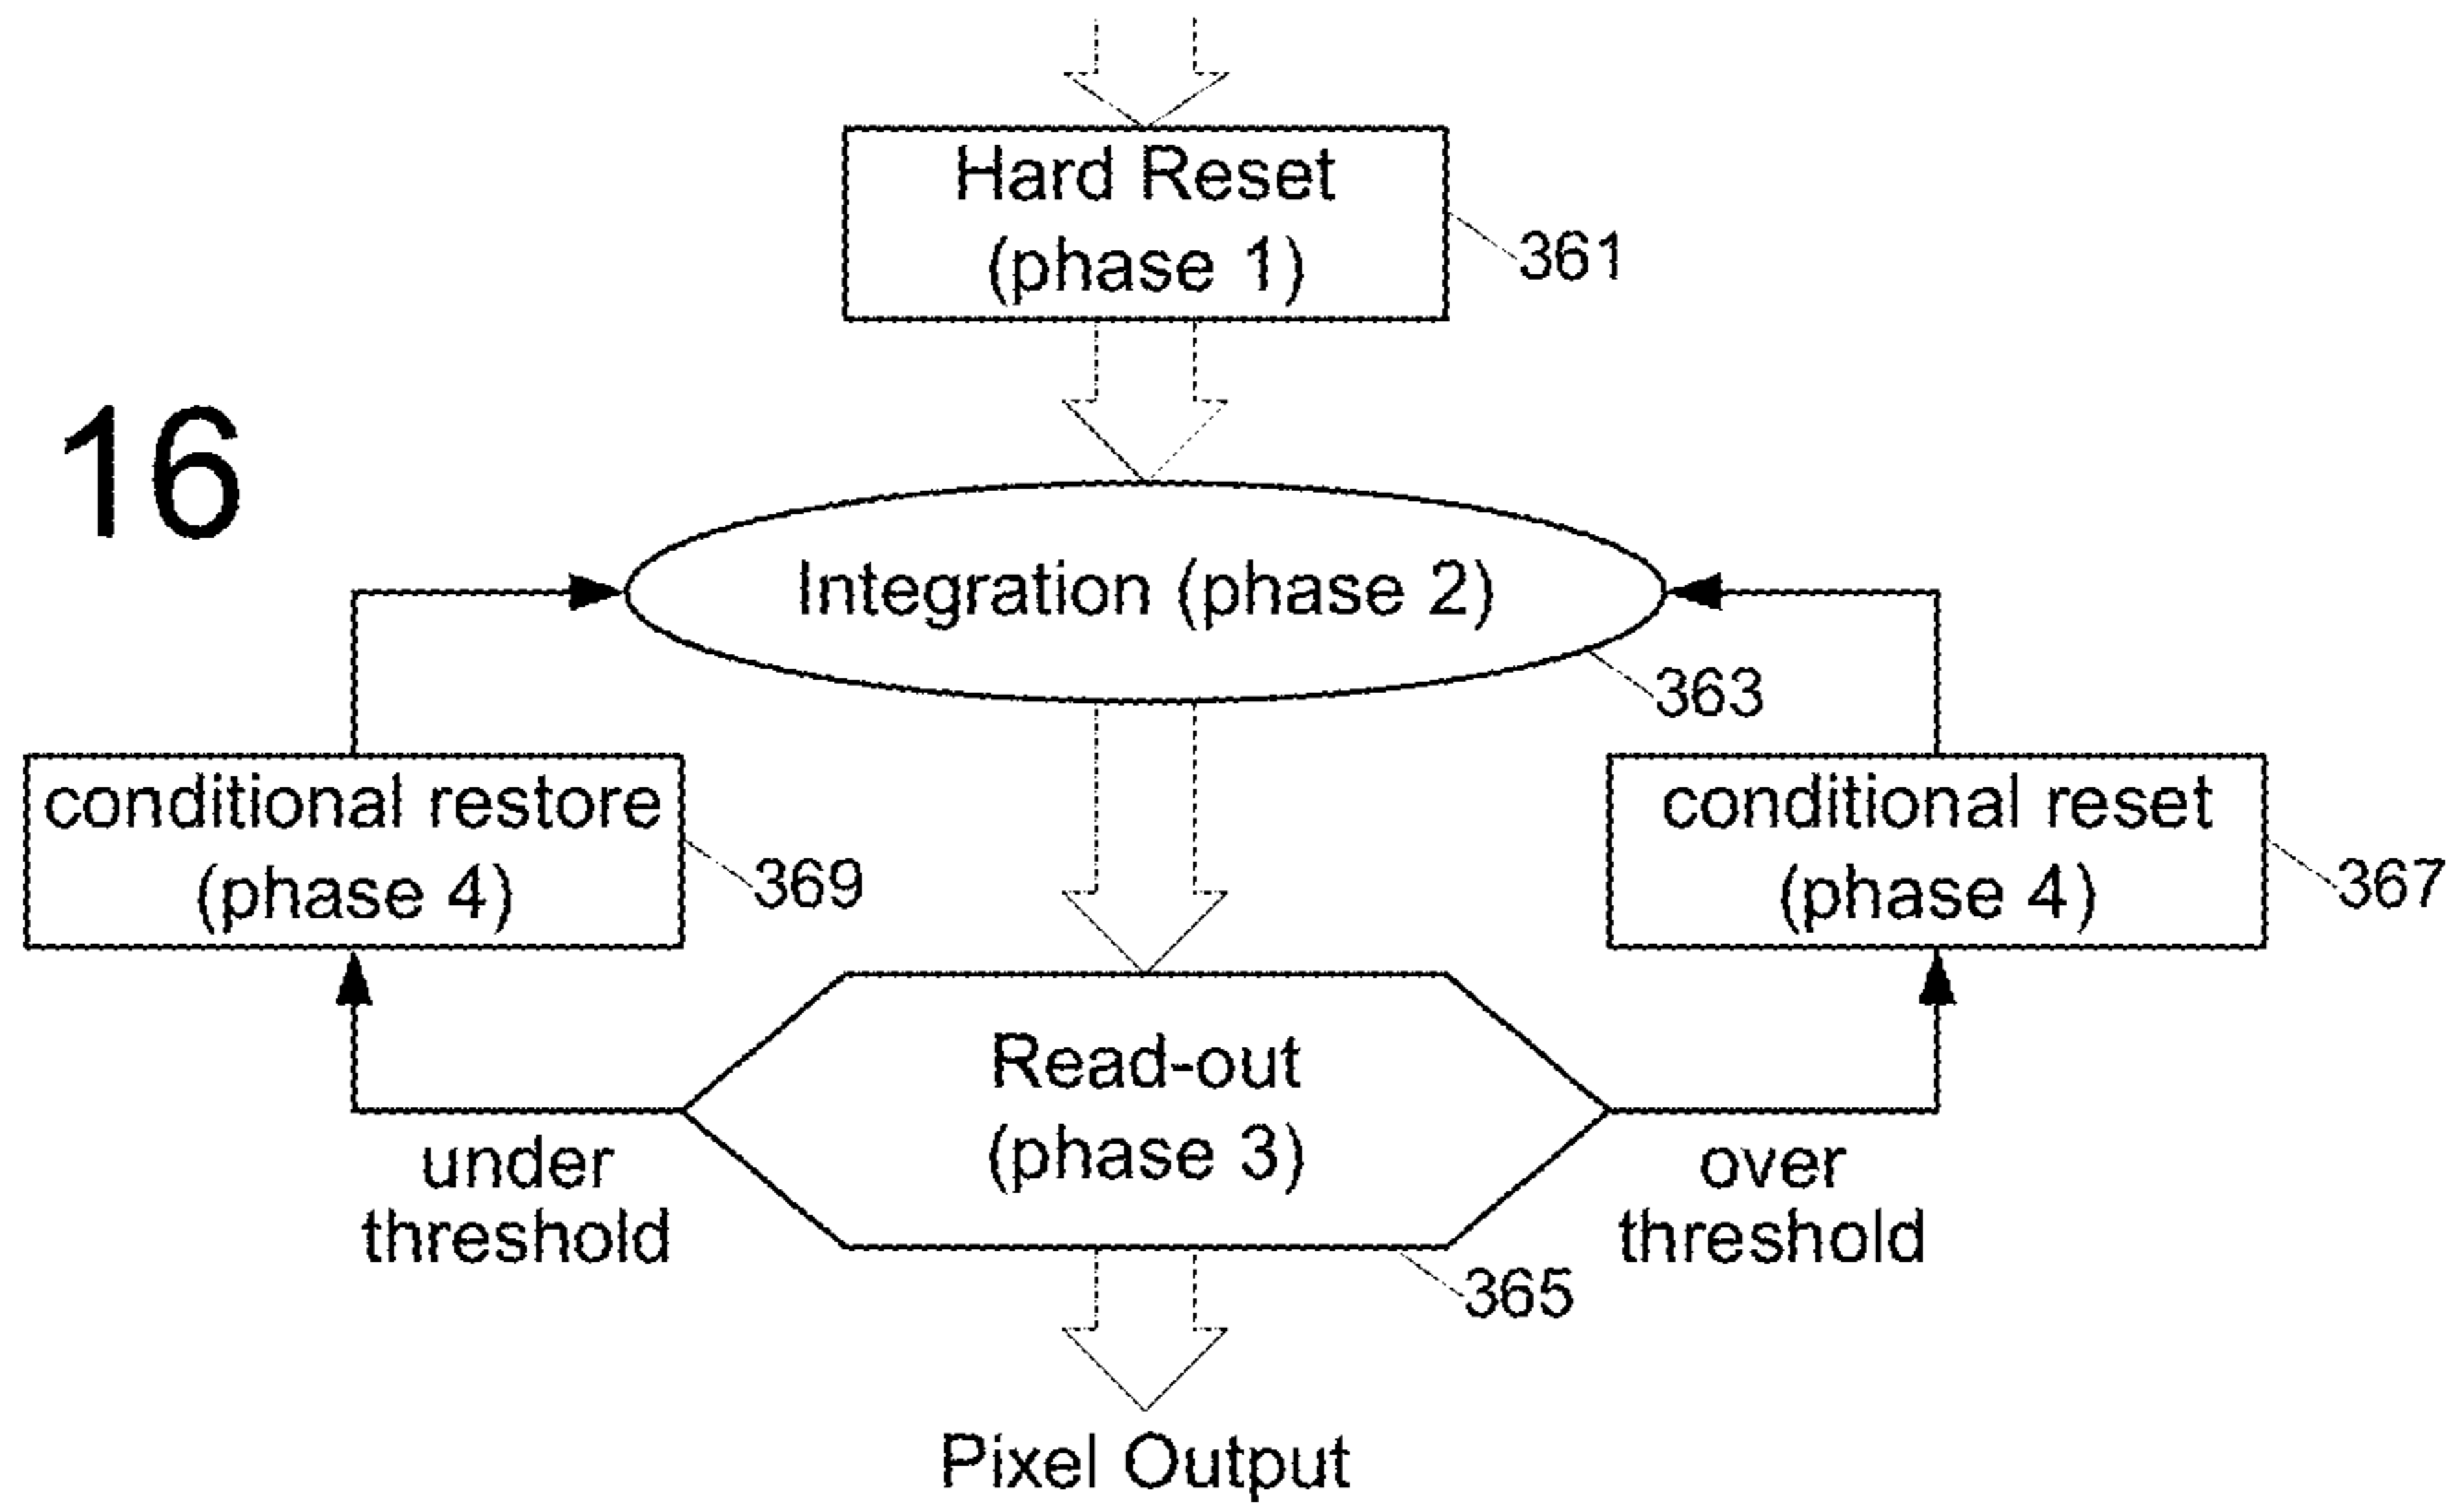 Hard Reset
(phase 1)
361
16
Integration (phase 2)
363
conditional restore
(phase 4)
369
conditional reset
(phase 4)
367
Read-out
(phase 3)
under
threshold
over
threshold
365
Pixel Output